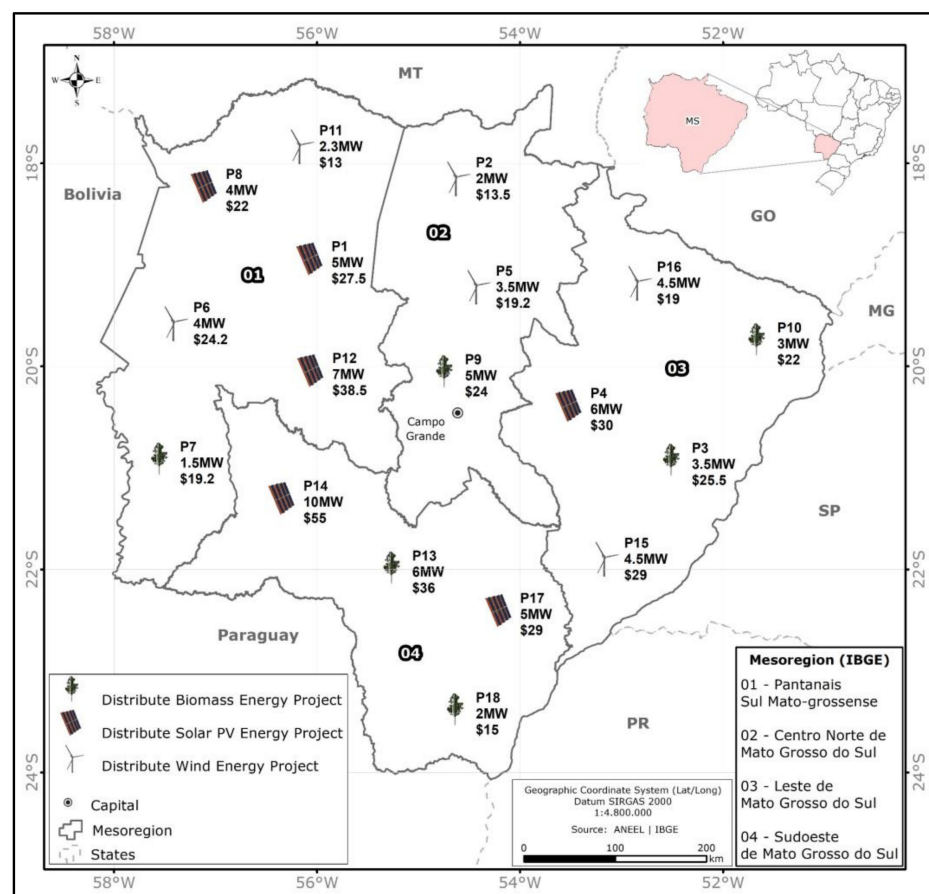 58°W 56°W 54°W 52°W
N
W E
S
MT
MS
18°S
18°S
Bolivia
GO
MG
SP
PR
Paraguay
P11
2.3MW
$13
P8
4MW
$22
P2
2MW
$13.5
02
P1
5MW
$27.5
01
P5
3.5MW
$19.2
P16
4.5MW
$19
P6
4MW
$24.2
P10
3MW
$22
20°S
20°S
P12
7MW
$38.5
P9
5MW
$24
03
P4
6MW
$30
Campo
Grande
P7
1.5MW
$19.2
P3
3.5MW
$25.5
P14
10MW
$55
P15
4.5MW
$29
22°S
22°S
P13
6MW
$36
P17
5MW
$29
04
P18
2MW
$15
24°S
24°S
Distribute Biomass Energy Project
Distribute Solar PV Energy Project
Distribute Wind Energy Project
Capital
Mesoregion
States
Geographic Coordinate System (Lat/Long)
Datum SIRGAS 2000
1:4.800.000
Source: ANEEL | IBGE
0 100 200
km
Mesoregion (IBGE)
01 - Pantanais
Sul Mato-grossense
02 - Centro Norte de
Mato Grosso do Sul
03 - Leste de
Mato Grosso do Sul
04 - Sudoeste
de Mato Grosso do Sul
58°W 56°W 54°W 52°W